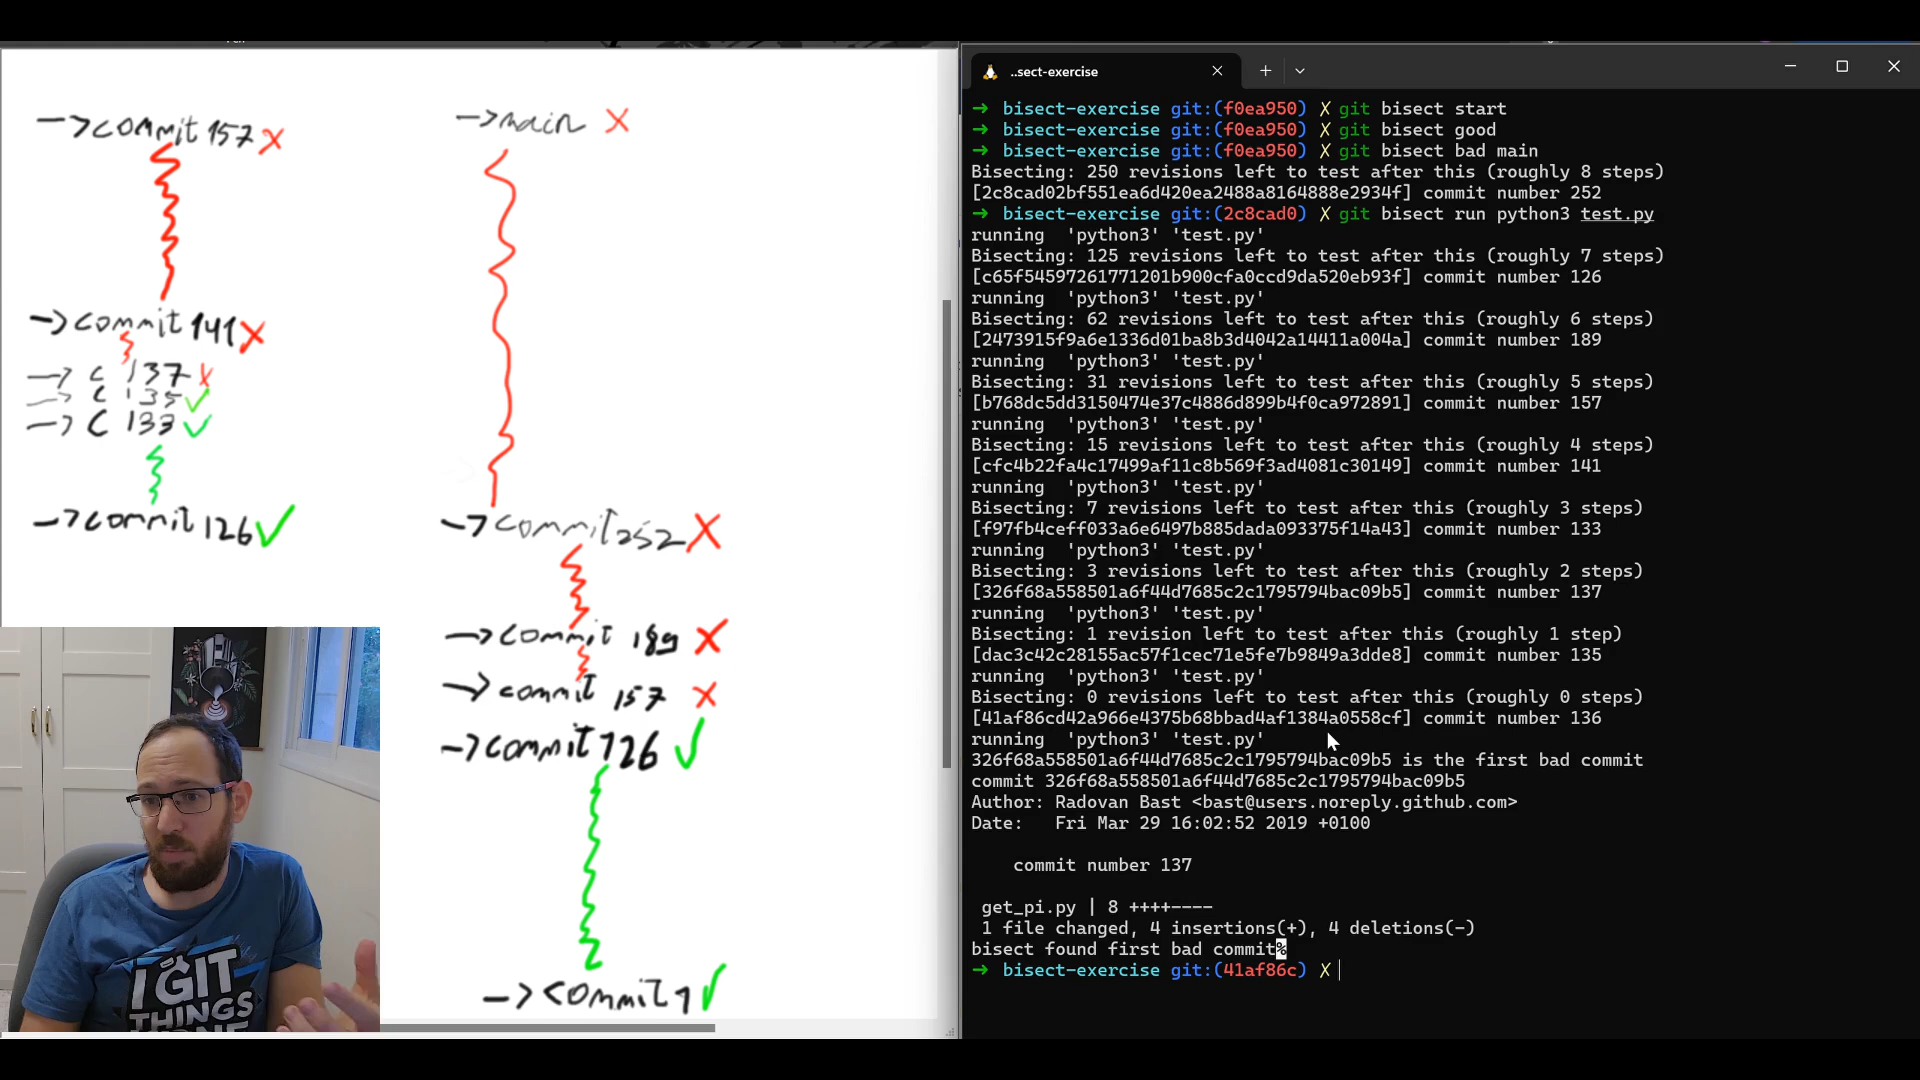 ->commit 157 X
->commit 141 X
-> C 137 X
-> C 135 ✓
-> C 133 ✓
->commit 126 ✓
->main X
->commit 252 X
->commit 189 X
->commit 157 X
->commit 126 ✓
->commit 1 ✓
I GIT
THINGS
..sect-exercise
→ bisect-exercise git:(f0ea950) ✗ git bisect start
→ bisect-exercise git:(f0ea950) ✗ git bisect good
→ bisect-exercise git:(f0ea950) ✗ git bisect bad main
Bisecting: 250 revisions left to test after this (roughly 8 steps)
[2c8cad02bf551ea6d420ea2488a8164888e2934f] commit number 252
→ bisect-exercise git:(2c8cad0) ✗ git bisect run python3 test.py
running  'python3' 'test.py'
Bisecting: 125 revisions left to test after this (roughly 7 steps)
[c65f54597261771201b900cfa0ccd9da520eb93f] commit number 126
running  'python3' 'test.py'
Bisecting: 62 revisions left to test after this (roughly 6 steps)
[2473915f9a6e1336d01ba8b3d4042a14411a004a] commit number 189
running  'python3' 'test.py'
Bisecting: 31 revisions left to test after this (roughly 5 steps)
[b768dc5dd3150474e37c4886d899b4f0ca972891] commit number 157
running  'python3' 'test.py'
Bisecting: 15 revisions left to test after this (roughly 4 steps)
[cfc4b22fa4c17499af11c8b569f3ad4081c30149] commit number 141
running  'python3' 'test.py'
Bisecting: 7 revisions left to test after this (roughly 3 steps)
[f97fb4ceff033a6e6497b885dada093375f14a43] commit number 133
running  'python3' 'test.py'
Bisecting: 3 revisions left to test after this (roughly 2 steps)
[326f68a558501a6f44d7685c2c1795794bac09b5] commit number 137
running  'python3' 'test.py'
Bisecting: 1 revision left to test after this (roughly 1 step)
[dac3c42c28155ac57f1cec71e5fe7b9849a3dde8] commit number 135
running  'python3' 'test.py'
Bisecting: 0 revisions left to test after this (roughly 0 steps)
[41af86cd42a966e4375b68bbad4af1384a0558cf] commit number 136
running  'python3' 'test.py'
326f68a558501a6f44d7685c2c1795794bac09b5 is the first bad commit
commit 326f68a558501a6f44d7685c2c1795794bac09b5
Author: Radovan Bast <bast@users.noreply.github.com>
Date:   Fri Mar 29 16:02:52 2019 +0100
commit number 137
get_pi.py | 8 ++++----
1 file changed, 4 insertions(+), 4 deletions(-)
bisect found first bad commit%
→ bisect-exercise git:(41af86c) ✗